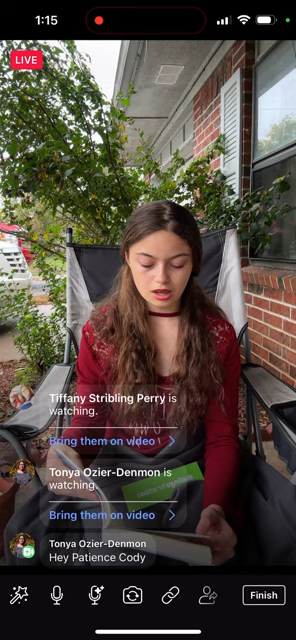 1:15
LIVE
Tiffany Stribling Perry is
watching.
Bring them on video
Tonya Ozier-Denmon is
watching.
Bring them on video
Tonya Ozier-Denmon
Hey Patience Cody
Finish